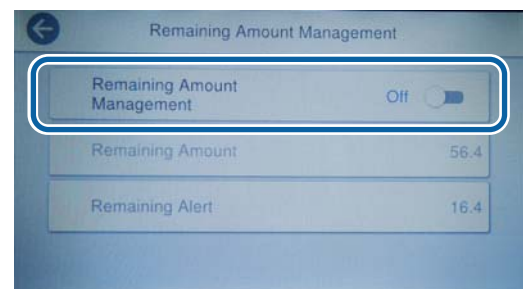 Remaining Amount Management
Remaining Amount
Management
Off
Remaining Amount
56.4
Remaining Alert
16.4